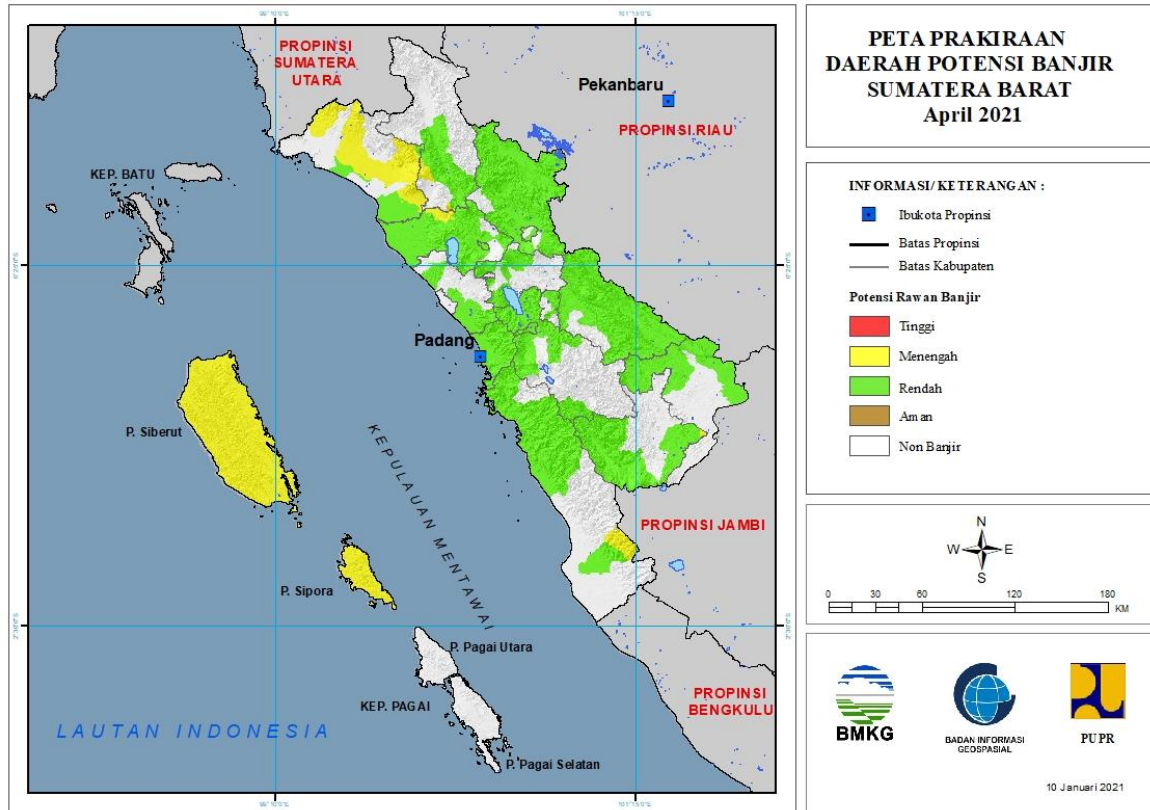 PROPINSI
SUMATERA
UTARA
Pekanbaru
PROPINSI RIAU
KEP. BATU
Padang
P. Siberut
KEPULAUAN MENTAWAI
PROPINSI JAMBI
P. Sipora
P. Pagai Utara
KEP. PAGAI
PROPINSI
BENGKULU
LAUTAN INDONESIA
P. Pagai Selatan
PETA PRAKIRAAN
DAERAH POTENSI BANJIR
SUMATERA BARAT
April 2021
INFORMASI/ KETERANGAN :
Ibukota Propinsi
Batas Propinsi
Batas Kabupaten
Potensi Rawan Banjir
Tinggi
Menengah
Rendah
Aman
Non Banjir
N
W E
S
0 30 60 120 180
KM
BMKG
BADAN INFORMASI
GEOSPASIAL
PUPR
10 Januari 2021